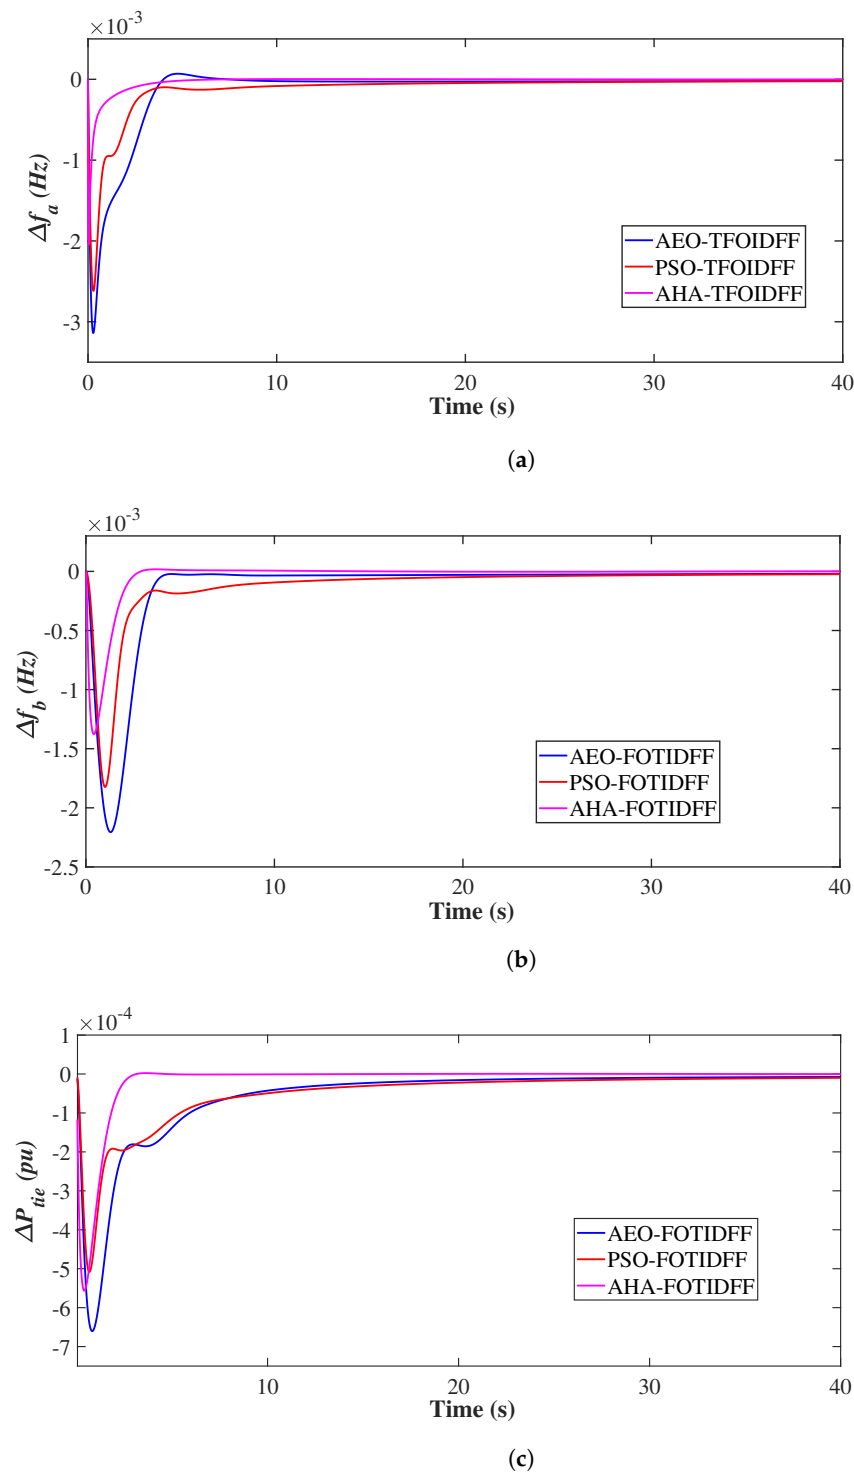 ×10⁻³
0
-1
-2
-3
Δf_a (Hz)
AEO-TFOIDFF
PSO-TFOIDFF
AHA-TFOIDFF
0 10 20 30 40
Time (s)
(a)
×10⁻³
0
-0.5
-1
-1.5
-2
-2.5
Δf_b (Hz)
AEO-FOTIDFF
PSO-FOTIDFF
AHA-FOTIDFF
0 10 20 30 40
Time (s)
(b)
×10⁻⁴
1
0
-1
-2
-3
-4
-5
-6
-7
ΔP_tie (pu)
AEO-FOTIDFF
PSO-FOTIDFF
AHA-FOTIDFF
10 20 30 40
Time (s)
(c)